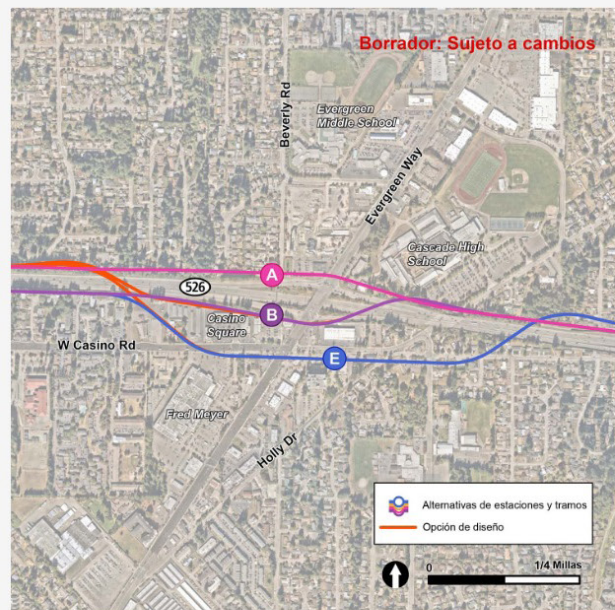 Borrador: Sujeto a cambios
Beverly Rd
Evergreen
Middle School
Evergreen Way
Cascade High
School
A
526
B
Casino
Square
W Casino Rd
E
Fred Meyer
Holly Dr
Alternativas de estaciones y tramos
Opción de diseño
0
1/4 Millas